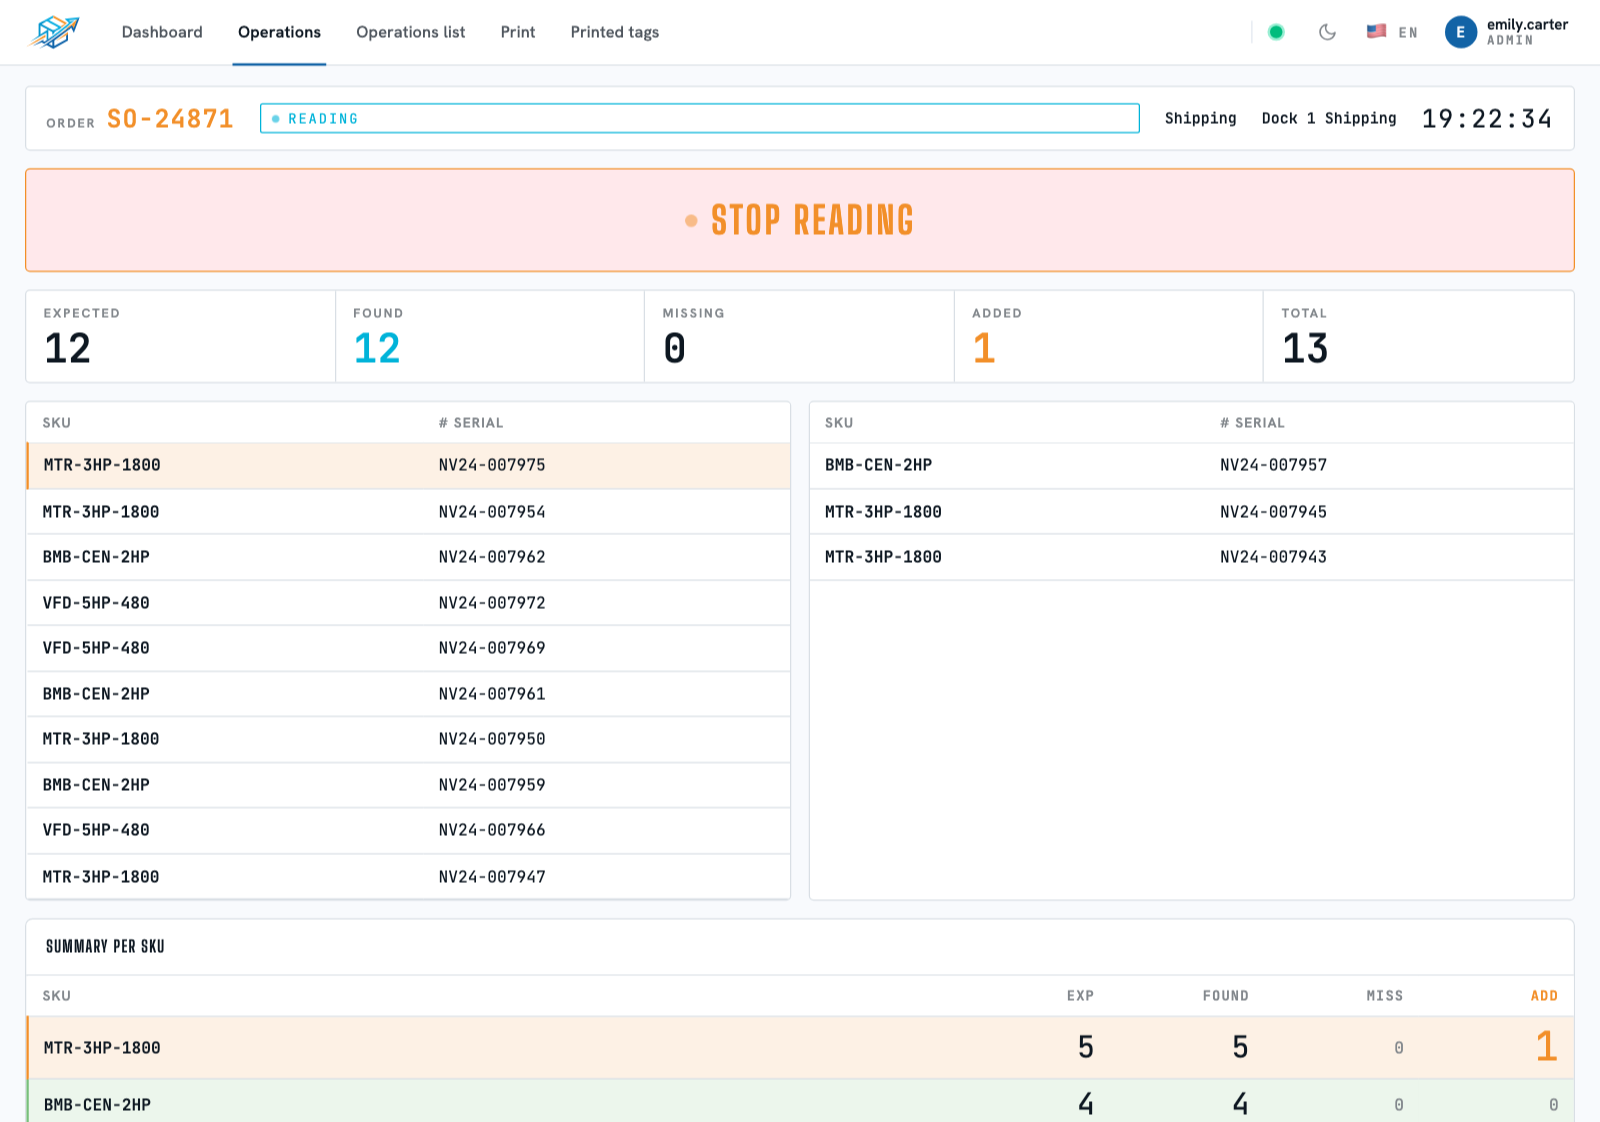 Dashboard Operations Operations list Print Printed tags EN E emily.carter
ADMIN
ORDER SO-24871 READING Shipping Dock 1 Shipping 19:22:34
STOP READING
EXPECTED FOUND MISSING ADDED TOTAL
12 12 0 1 13
SKU # SERIAL
MTR-3HP-1800 NV24-007975
MTR-3HP-1800 NV24-007954
BMB-CEN-2HP NV24-007962
VFD-5HP-480 NV24-007972
VFD-5HP-480 NV24-007969
BMB-CEN-2HP NV24-007961
MTR-3HP-1800 NV24-007950
BMB-CEN-2HP NV24-007959
VFD-5HP-480 NV24-007966
MTR-3HP-1800 NV24-007947
SKU # SERIAL
BMB-CEN-2HP NV24-007957
MTR-3HP-1800 NV24-007945
MTR-3HP-1800 NV24-007943
SUMMARY PER SKU
SKU EXP FOUND MISS ADD
MTR-3HP-1800 5 5 0 1
BMB-CEN-2HP 4 4 0 0